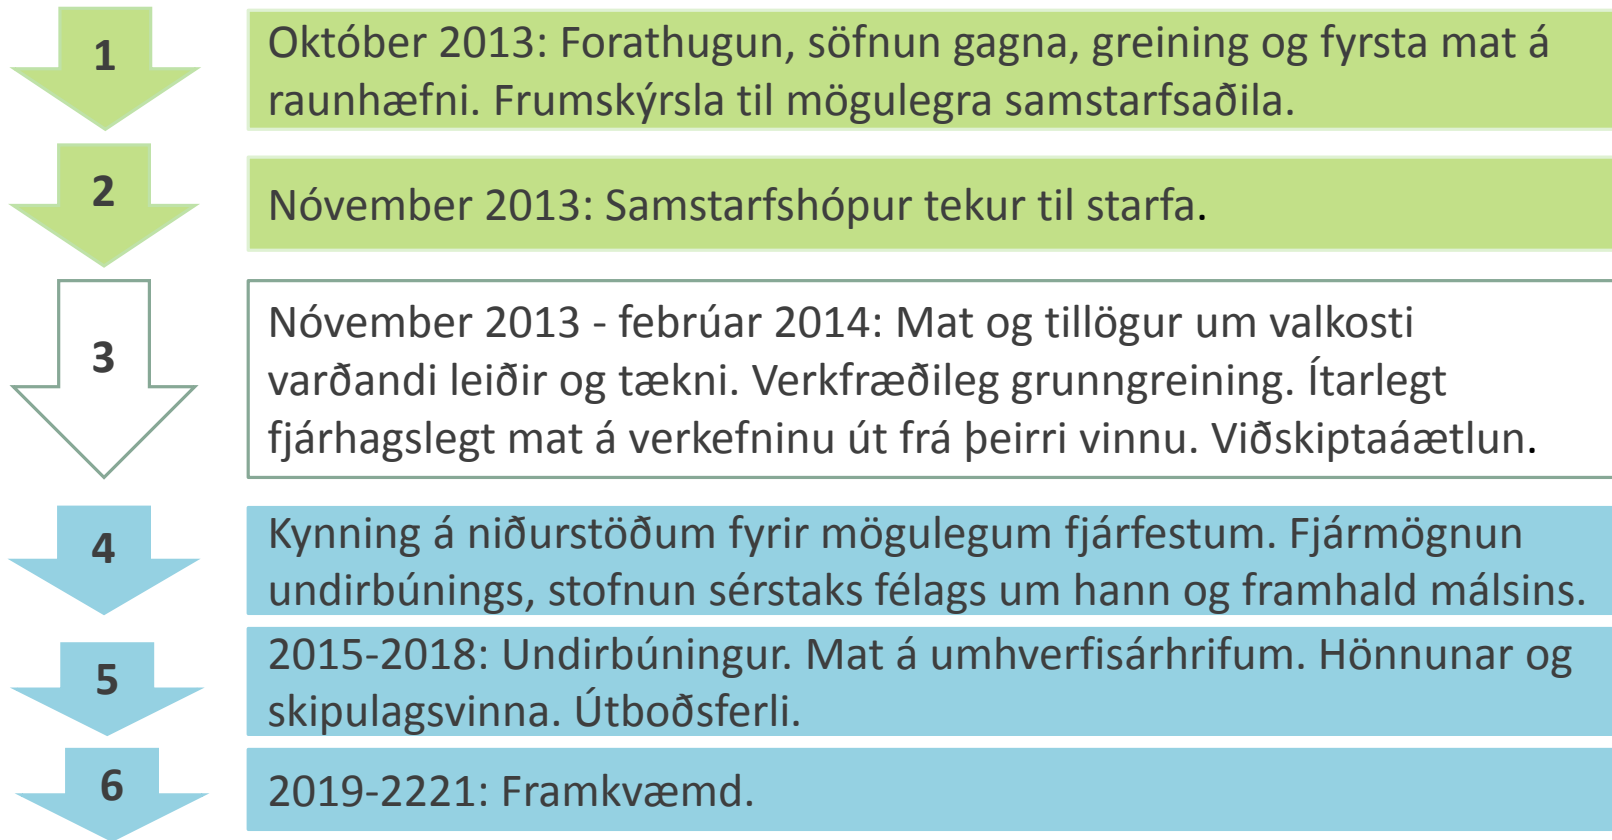 1
Október 2013: Forathugun, söfnun gagna, greining og fyrsta mat á
raunhæfni. Frumskýrsla til mögulegra samstarfsaðila.
2
Nóvember 2013: Samstarfshópur tekur til starfa.
3
Nóvember 2013 - febrúar 2014: Mat og tillögur um valkosti
varðandi leiðir og tækni. Verkfræðileg grunngreining. Ítarlegt
fjárhagslegt mat á verkefninu út frá þeirri vinnu. Viðskiptaáætlun.
4
Kynning á niðurstöðum fyrir mögulegum fjárfestum. Fjármögnun
undirbúnings, stofnun sérstaks félags um hann og framhald málsins.
5
2015-2018: Undirbúningur. Mat á umhverfisárhrifum. Hönnunar og
skipulagsvinna. Útboðsferli.
6
2019-2221: Framkvæmd.